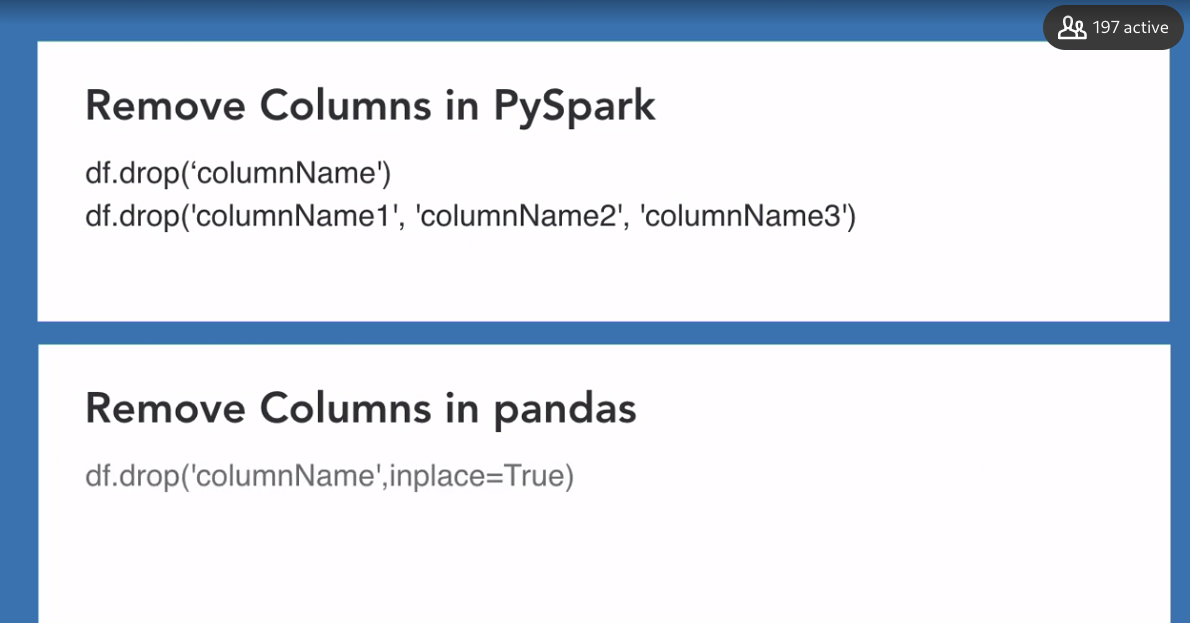 197 active
Remove Columns in PySpark
df.drop(‘columnName')
df.drop('columnName1', 'columnName2', 'columnName3')
Remove Columns in pandas
df.drop('columnName',inplace=True)